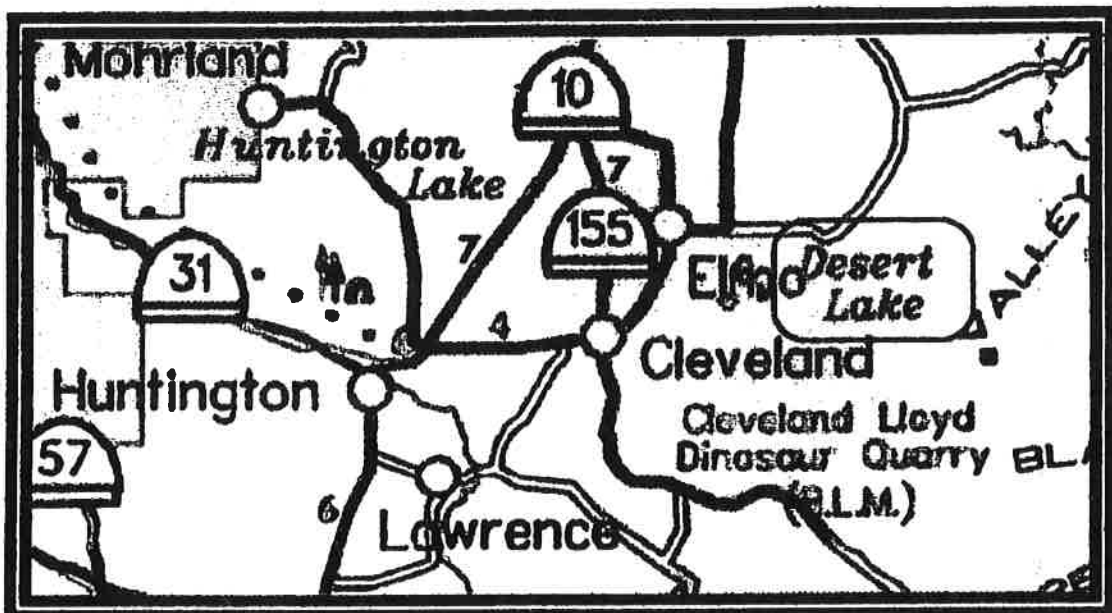 Mohrland
10
Huntington
Lake
7
155
7
31
Elmo
Desert
Lake
4
Cleveland
Huntington
Cleveland Lloyd
Dinosaur Quarry
(B.L.M.)
57
6
Lawrence